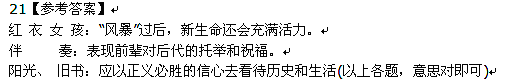 21【参考答案】
红 衣 女 孩：“风暴”过后，新生命还会充满活力。
伴　　奏：表现前辈对后代的托举和祝福。
阳光、 旧书：应以正义必胜的信心去看待历史和生活(以上各题，意思对即可)